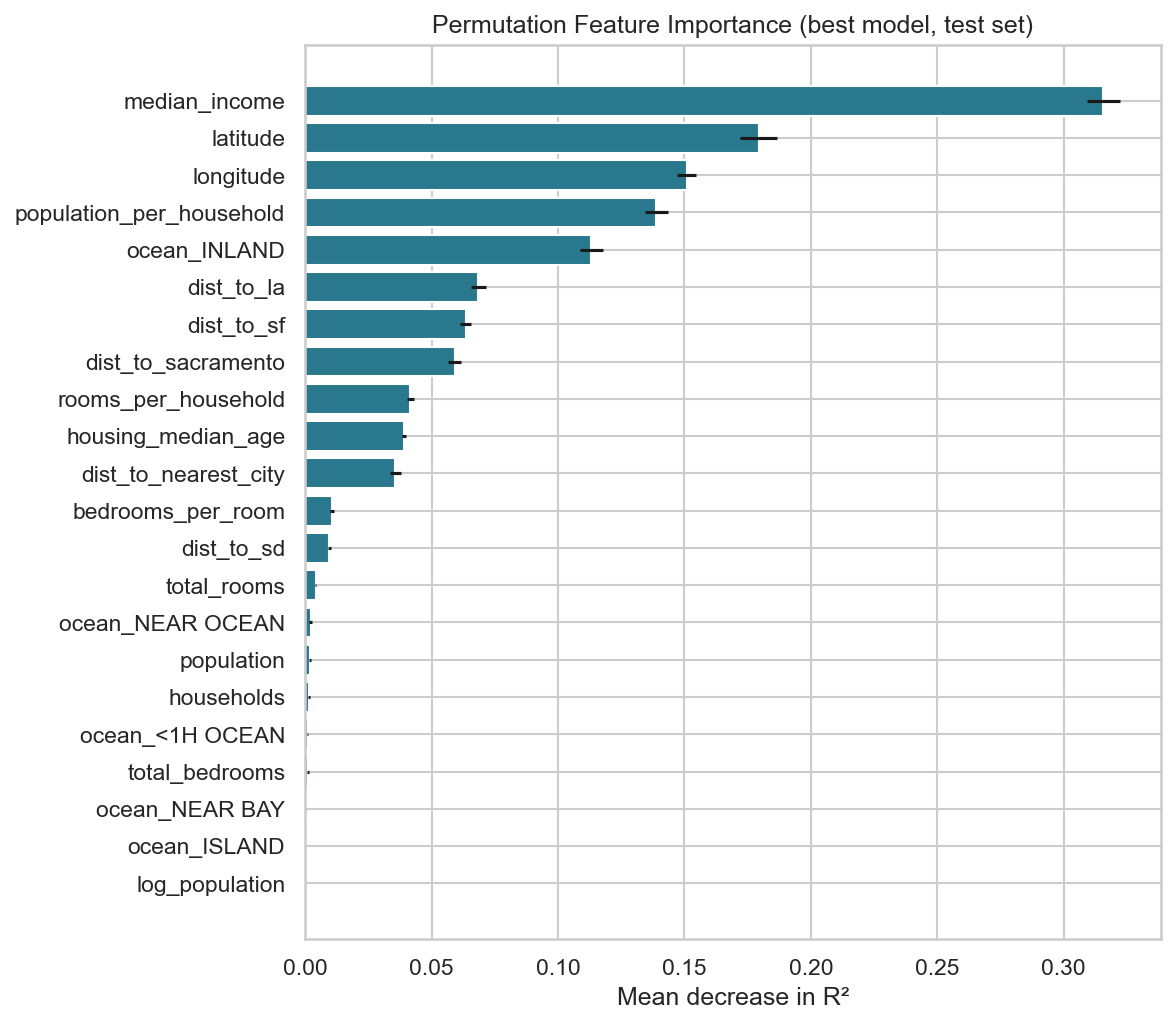 Permutation Feature Importance (best model, test set)
median_income
latitude
longitude
population_per_household
ocean_INLAND
dist_to_la
dist_to_sf
dist_to_sacramento
rooms_per_household
housing_median_age
dist_to_nearest_city
bedrooms_per_room
dist_to_sd
total_rooms
ocean_NEAR OCEAN
population
households
ocean_<1H OCEAN
total_bedrooms
ocean_NEAR BAY
ocean_ISLAND
log_population
0.00 0.05 0.10 0.15 0.20 0.25 0.30
Mean decrease in R²